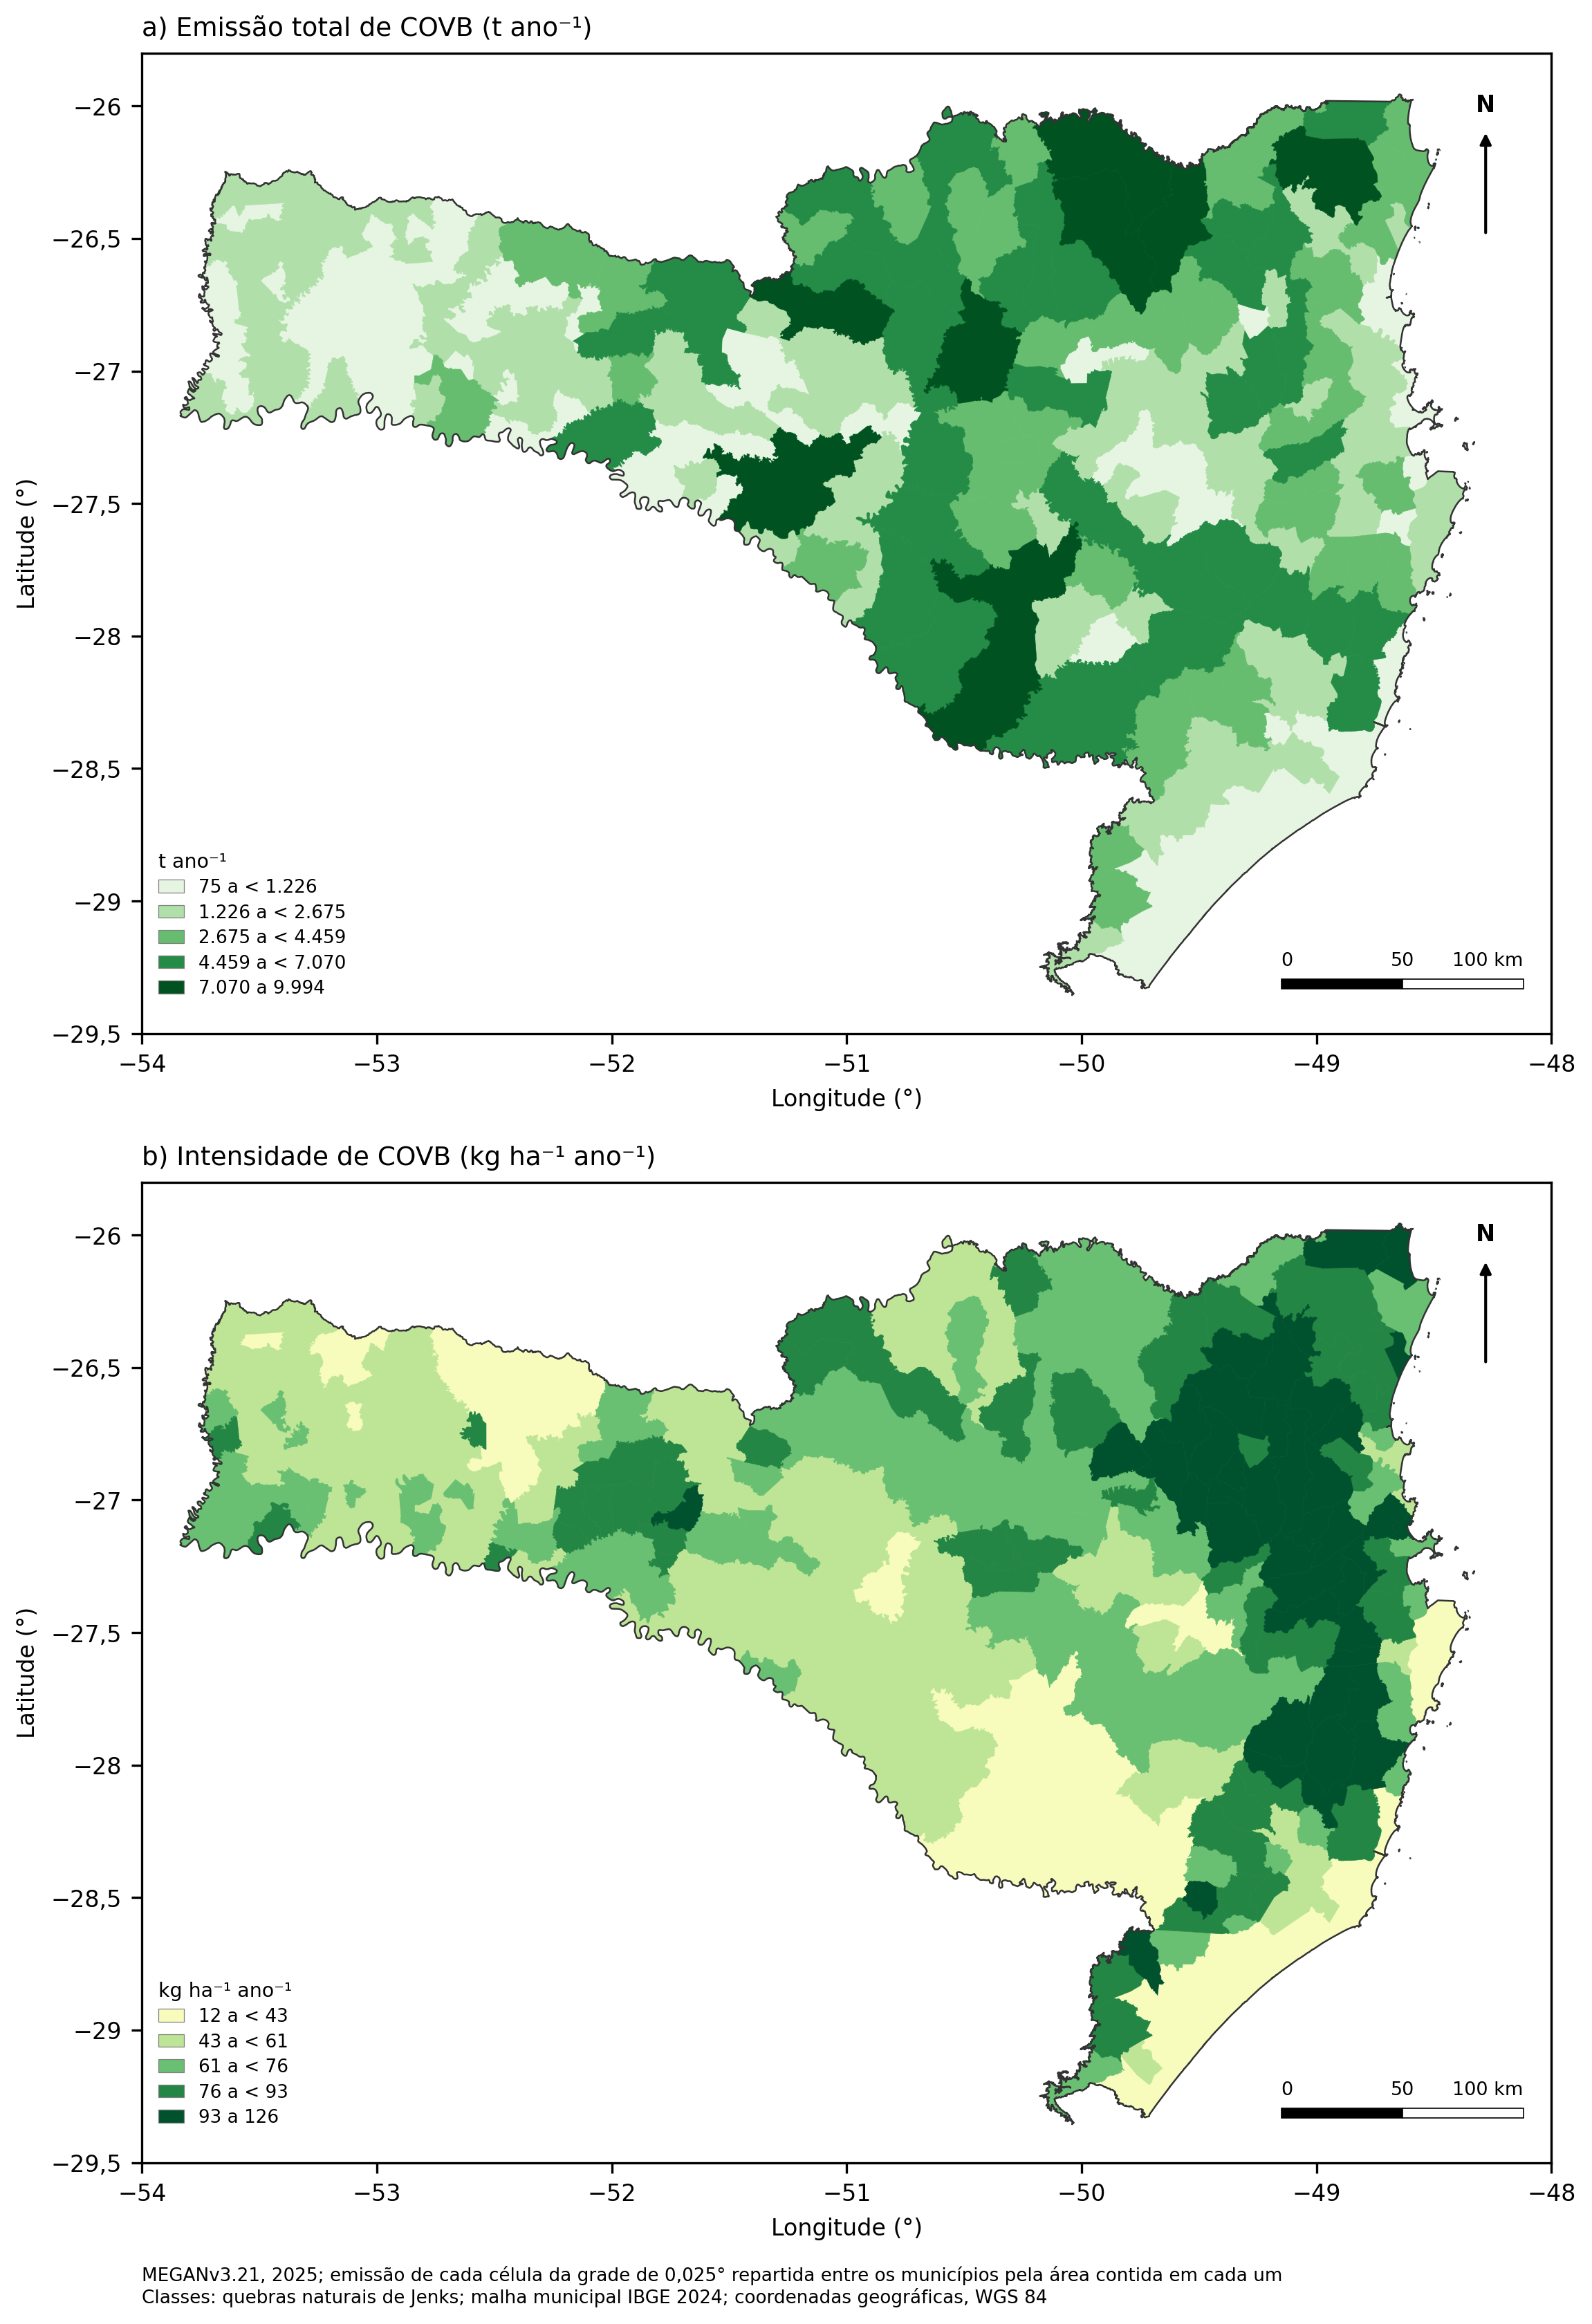 a) Emissão total de COVB (t ano⁻¹)
N
−26
−26,5
−27
−27,5
−28
−28,5
−29
−29,5
Latitude (°)
t ano⁻¹
75 a < 1.226
1.226 a < 2.675
2.675 a < 4.459
4.459 a < 7.070
7.070 a 9.994
0 50 100 km
−54 −53 −52 −51 −50 −49 −48
Longitude (°)
b) Intensidade de COVB (kg ha⁻¹ ano⁻¹)
N
−26
−26,5
−27
−27,5
−28
−28,5
−29
−29,5
Latitude (°)
kg ha⁻¹ ano⁻¹
12 a < 43
43 a < 61
61 a < 76
76 a < 93
93 a 126
0 50 100 km
−54 −53 −52 −51 −50 −49 −48
Longitude (°)
MEGANv3.21, 2025; emissão de cada célula da grade de 0,025° repartida entre os municípios pela área contida em cada um
Classes: quebras naturais de Jenks; malha municipal IBGE 2024; coordenadas geográficas, WGS 84